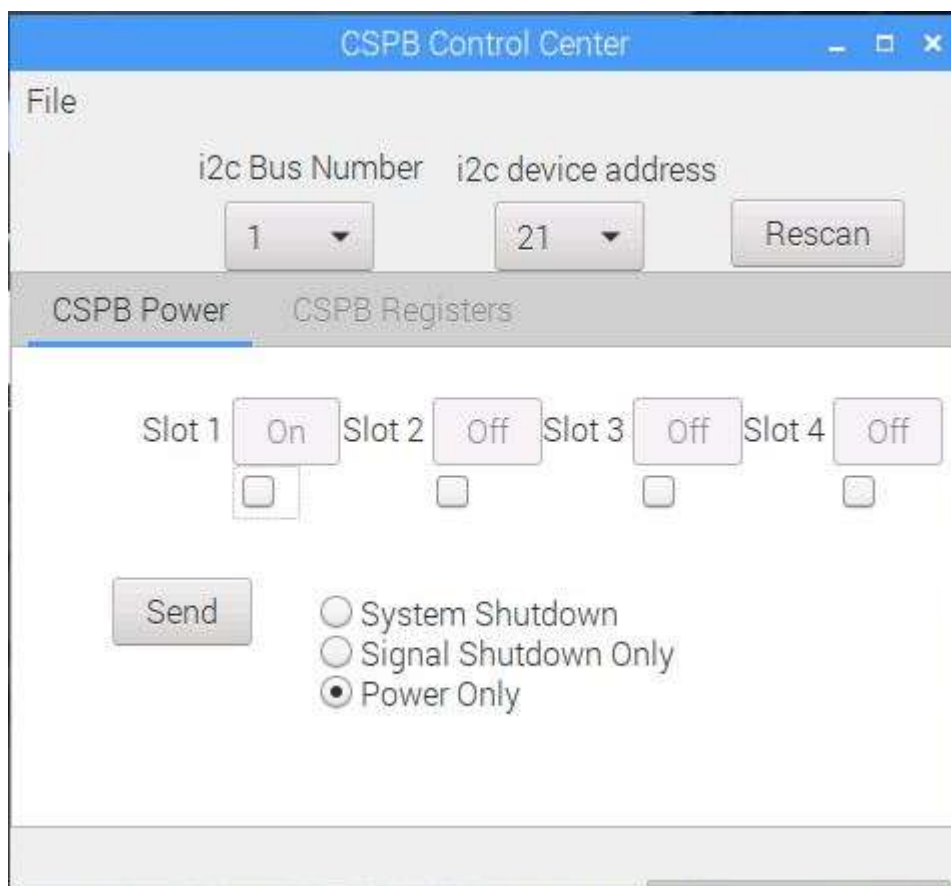 CSPB Control Center
File
i2c Bus Number i2c device address
1 21 Rescan
CSPB Power CSPB Registers
Slot 1 On Slot 2 Off Slot 3 Off Slot 4 Off
Send
System Shutdown
Signal Shutdown Only
Power Only